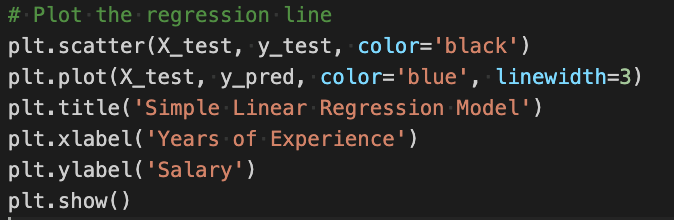 # Plot the regression line
plt.scatter(X_test, y_test, color='black')
plt.plot(X_test, y_pred, color='blue', linewidth=3)
plt.title('Simple Linear Regression Model')
plt.xlabel('Years of Experience')
plt.ylabel('Salary')
plt.show()